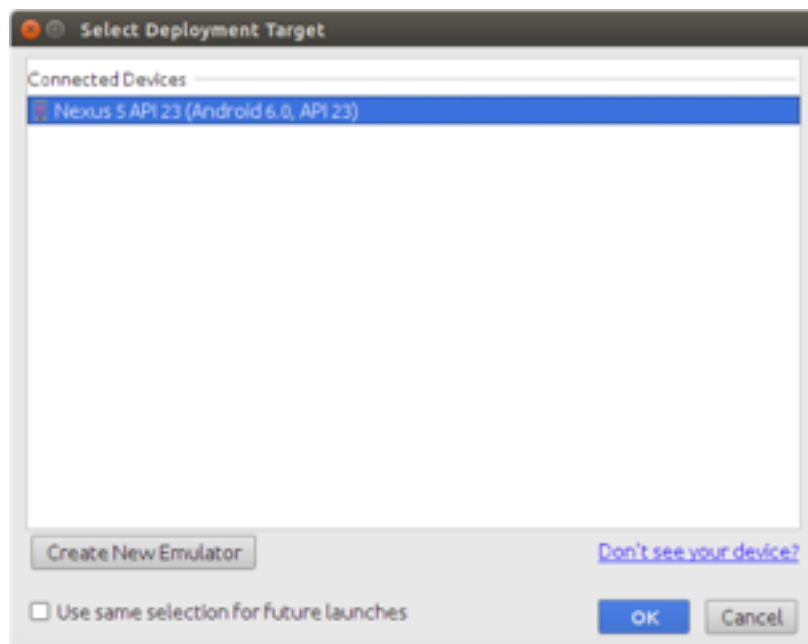 Select Deployment Target
Connected Devices
Nexus 5 API 23 (Android 6.0, API 23)
Create New Emulator
Don't see your device?
Use same selection for future launches
OK
Cancel